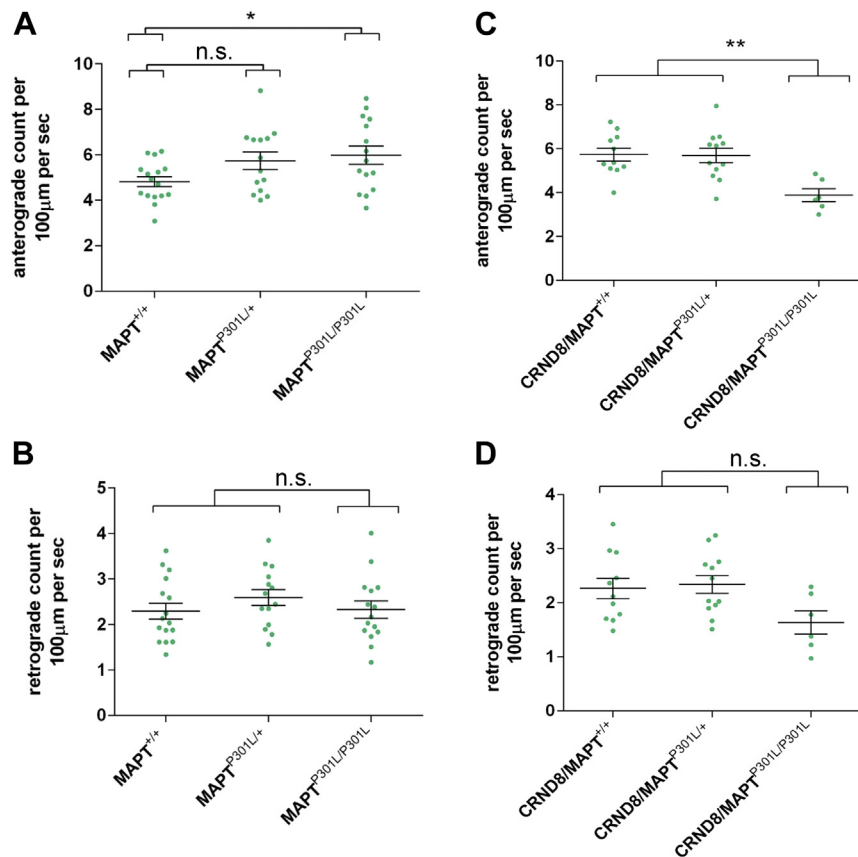 A
*
n.s.
anterograde count per
100μm per sec
10
8
6
4
2
0
MAPT+/+
MAPTP301L/+
MAPTP301L/P301L
C
**
anterograde count per
100μm per sec
10
8
6
4
2
0
CRND8/MAPT+/+
CRND8/MAPTP301L/+
CRND8/MAPTP301L/P301L
B
n.s.
retrograde count per
100μm per sec
5
4
3
2
1
0
MAPT+/+
MAPTP301L/+
MAPTP301L/P301L
D
n.s.
retrograde count per
100μm per sec
4
3
2
1
0
CRND8/MAPT+/+
CRND8/MAPTP301L/+
CRND8/MAPTP301L/P301L